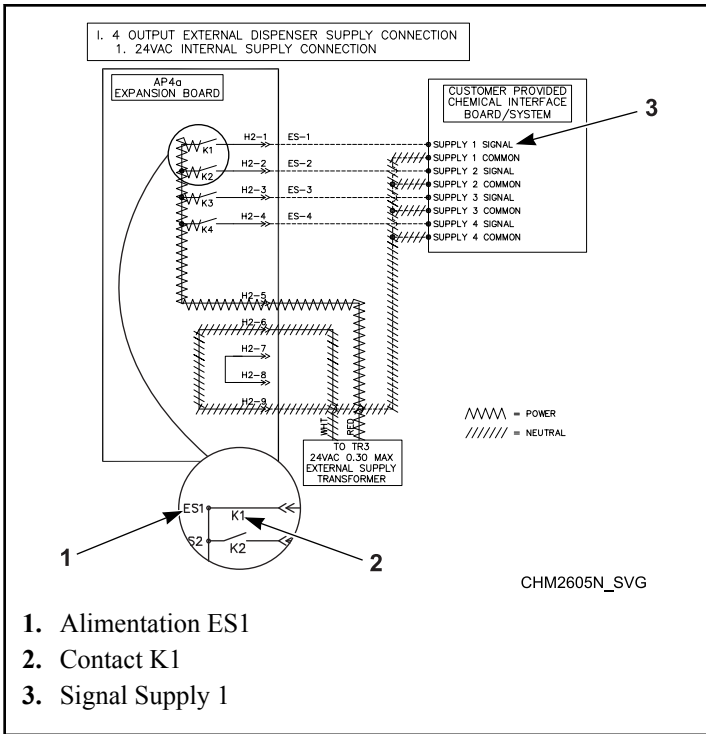 I. 4 OUTPUT EXTERNAL DISPENSER SUPPLY CONNECTION
1. 24VAC INTERNAL SUPPLY CONNECTION
AP4a
EXPANSION BOARD
CUSTOMER PROVIDED
CHEMICAL INTERFACE
BOARD/SYSTEM
3
K1
H2-1
ES-1
SUPPLY 1 SIGNAL
SUPPLY 1 COMMON
K2
H2-2
ES-2
SUPPLY 2 SIGNAL
SUPPLY 2 COMMON
K3
H2-3
ES-3
SUPPLY 3 SIGNAL
SUPPLY 3 COMMON
K4
H2-4
ES-4
SUPPLY 4 SIGNAL
SUPPLY 4 COMMON
H2-5
H2-6
H2-7
H2-8
H2-9
WHT
RED
= POWER
= NEUTRAL
TO TR3
24VAC 0.30 MAX
EXTERNAL SUPPLY
TRANSFORMER
ES1
K1
S2
K2
1
2
CHM2605N_SVG
1. Alimentation ES1
2. Contact K1
3. Signal Supply 1